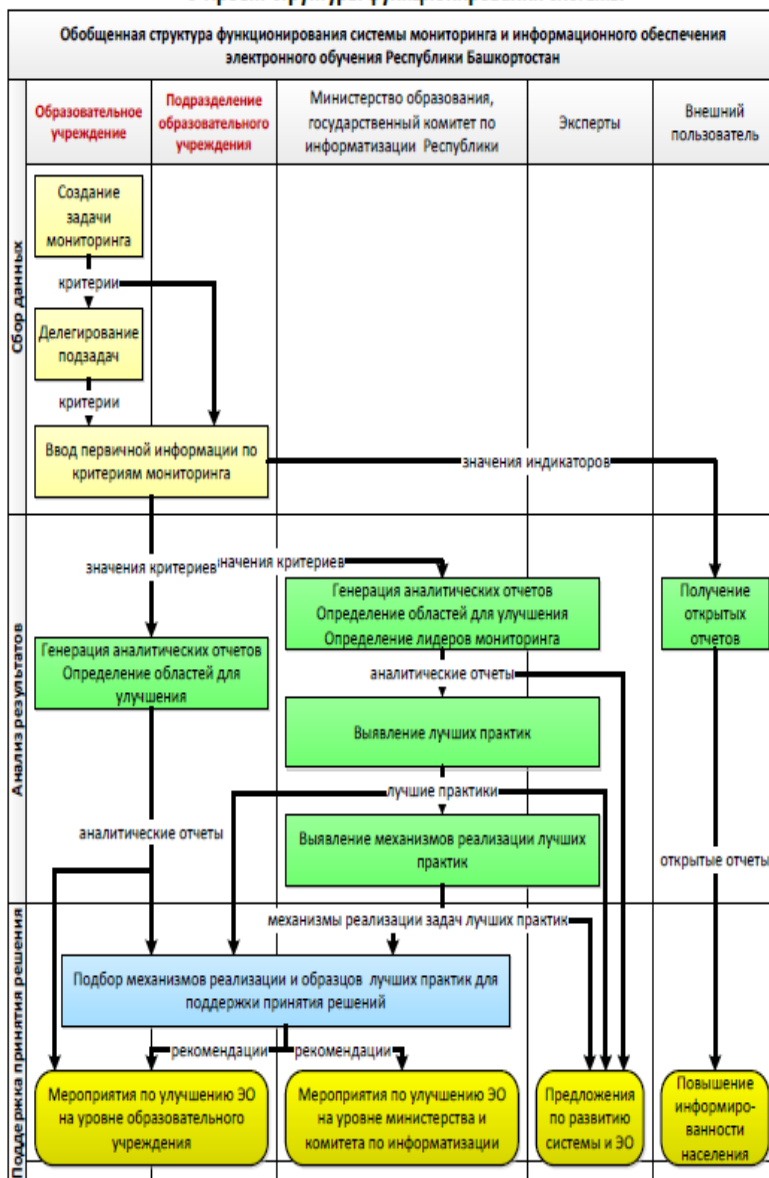 Обобщенная структура функционирования системы мониторинга и информационного обеспечения
электронного обучения Республики Башкортостан
Образовательное
учреждение
Подразделение
образовательного
учреждения
Министерство образования,
государственный комитет по
информатизации Республики
Эксперты
Внешний
пользователь
Сбор данных
Создание
задачи
мониторинга
критерии
Делегирование
подзадач
критерии
Ввод первичной информации по
критериям мониторинга
значения индикаторов
Анализ результатов
значения критериев
значения критериев
Генерация аналитических отчетов
Определение областей для улучшения
Определение лидеров мониторинга
Получение
открытых
отчетов
Генерация аналитических отчетов
Определение областей для
улучшения
аналитические отчеты
Выявление лучших практик
лучшие практики
аналитические отчеты
Выявление механизмов реализации лучших
практик
открытые отчеты
Поддержка принятия решения
механизмы реализации задач лучших практик
Подбор механизмов реализации и образцов лучших практик для
поддержки принятия решений
рекомендации
рекомендации
Мероприятия по улучшению ЭО
на уровне образовательного
учреждения
Мероприятия по улучшению ЭО
на уровне министерства и
комитета по информатизации
Предложения
по развитию
системы и ЭО
Повышение
информиро-
ванности
населения